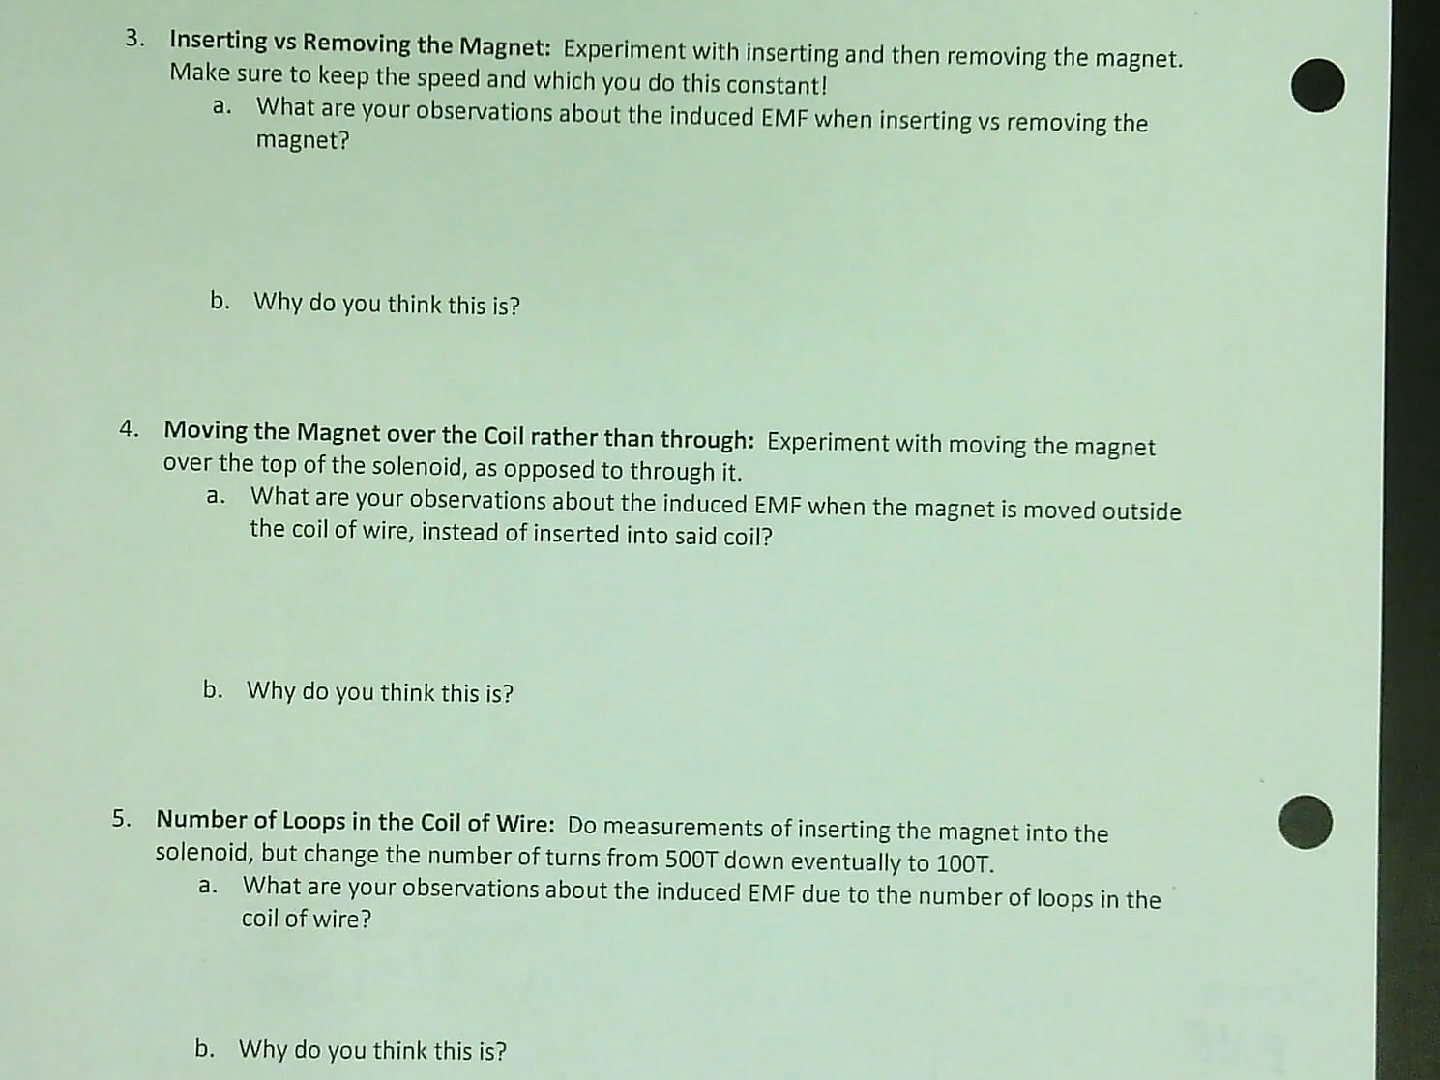 3. Inserting vs Removing the Magnet: Experiment with inserting and then removing the magnet.
Make sure to keep the speed and which you do this constant!
a. What are your observations about the induced EMF when inserting vs removing the
magnet?
b. Why do you think this is?
4. Moving the Magnet over the Coil rather than through: Experiment with moving the magnet
over the top of the solenoid, as opposed to through it.
a. What are your observations about the induced EMF when the magnet is moved outside
the coil of wire, instead of inserted into said coil?
b. Why do you think this is?
5. Number of Loops in the Coil of Wire: Do measurements of inserting the magnet into the
solenoid, but change the number of turns from 500T down eventually to 100T.
a. What are your observations about the induced EMF due to the number of loops in the
coil of wire?
b. Why do you think this is?